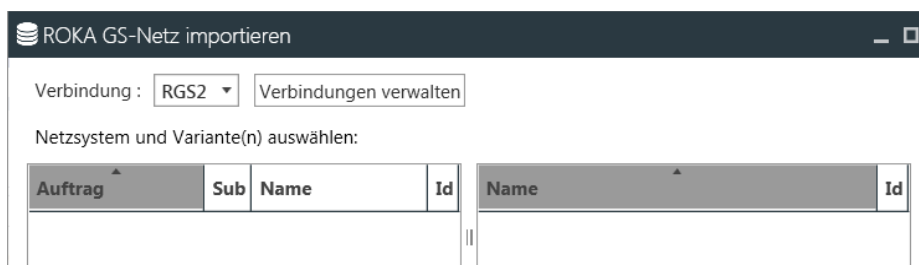 ROKA GS-Netz importieren
Verbindung : RGS2 Verbindungen verwalten
Netzsystem und Variante(n) auswählen:
Auftrag Sub Name Id Name Id